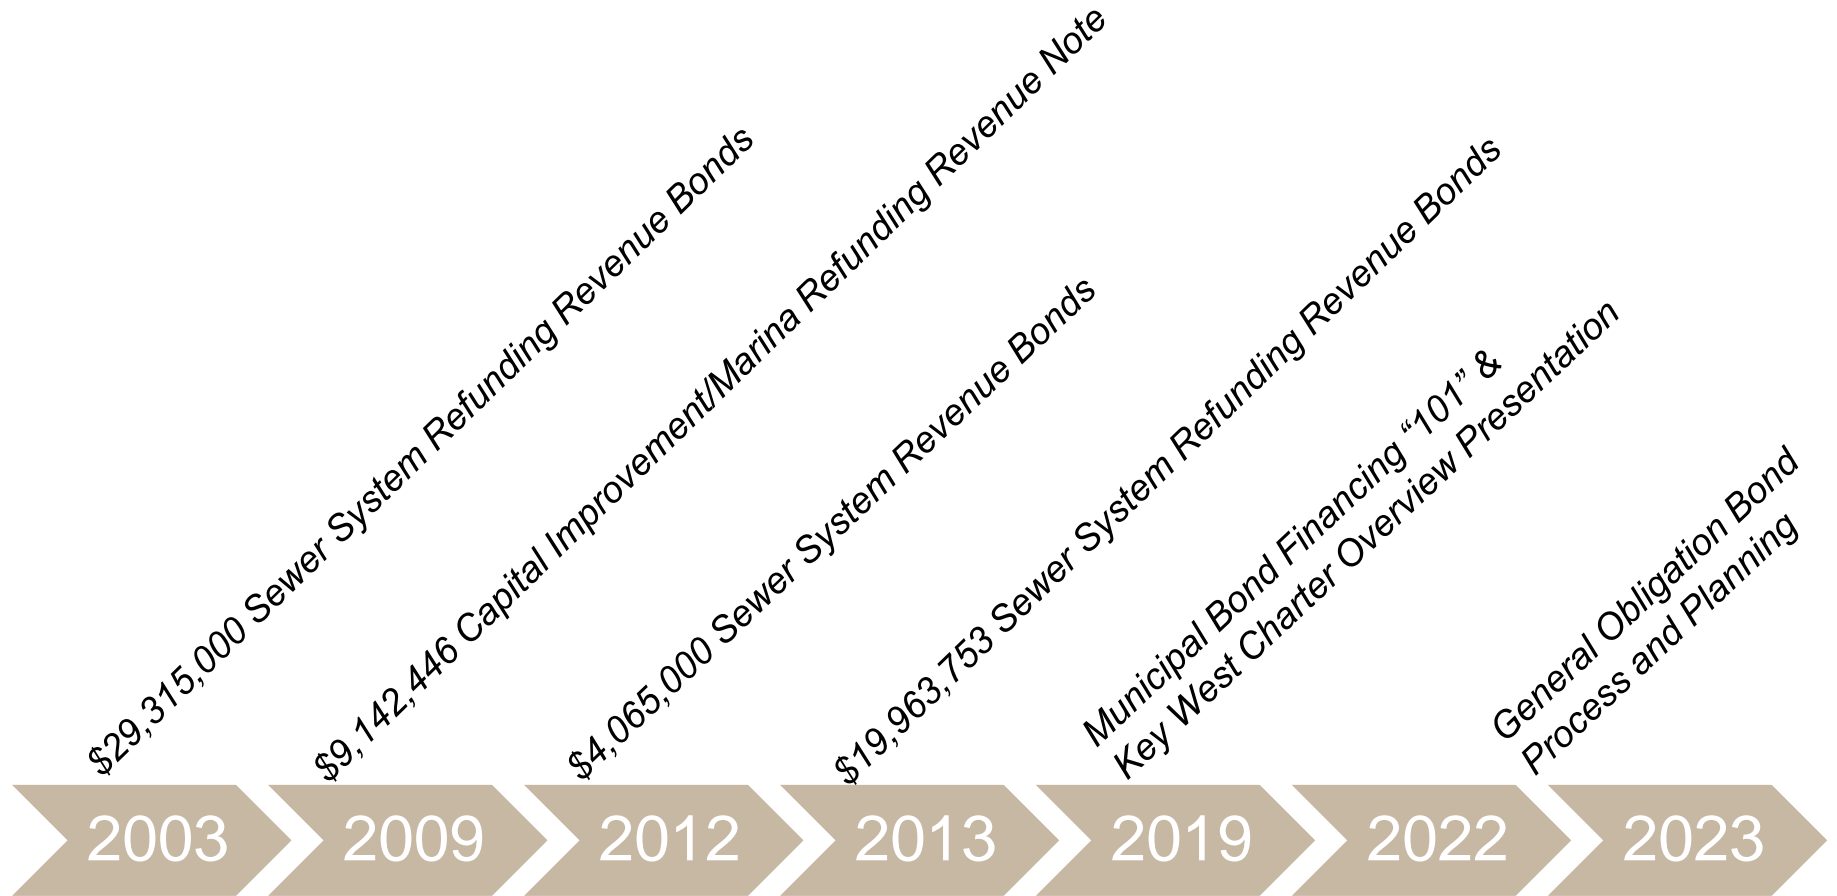 $29,315,000 Sewer System Refunding Revenue Bonds
$9,142,446 Capital Improvement/Marina Refunding Revenue Note
$4,065,000 Sewer System Revenue Bonds
$19,963,753 Sewer System Refunding Revenue Bonds
Municipal Bond Financing “101” &
Key West Charter Overview Presentation
General Obligation Bond
Process and Planning
2003
2009
2012
2013
2019
2022
2023